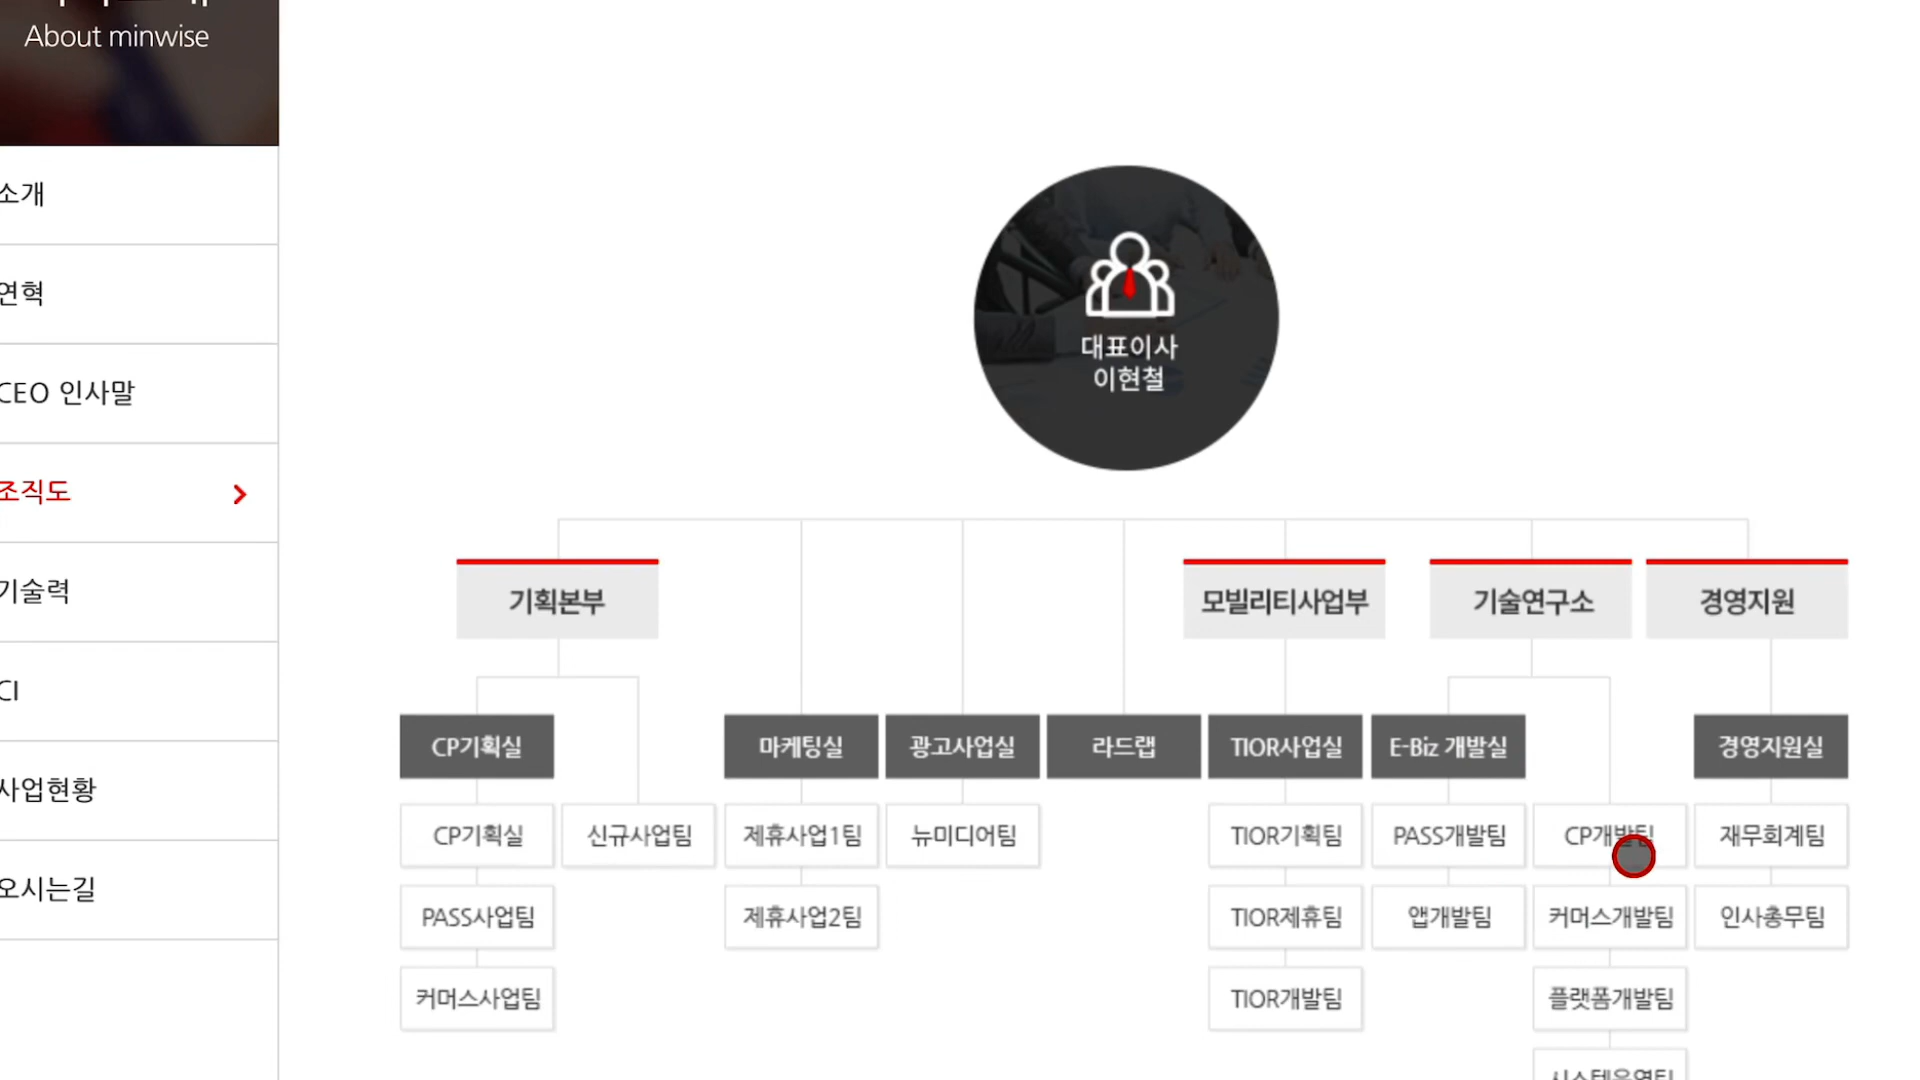 About minwise
소개
연혁
CEO 인사말
조직도
기술력
CI
사업현황
오시는길
대표이사
이현철
기획본부
모빌리티사업부
기술연구소
경영지원
CP기획실
마케팅실
광고사업실
라드랩
TIOR사업실
E-Biz 개발실
경영지원실
CP기획실
신규사업팀
제휴사업1팀
뉴미디어팀
TIOR기획팀
PASS개발팀
CP개발팀
재무회계팀
PASS사업팀
제휴사업2팀
TIOR제휴팀
앱개발팀
커머스개발팀
인사총무팀
커머스사업팀
TIOR개발팀
플랫폼개발팀